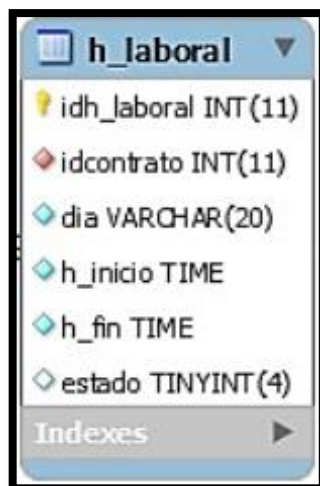 h_laboral
idh_laboral INT(11)
idcontrato INT(11)
dia VARCHAR(20)
h_inicio TIME
h_fin TIME
estado TINYINT(4)
Indexes